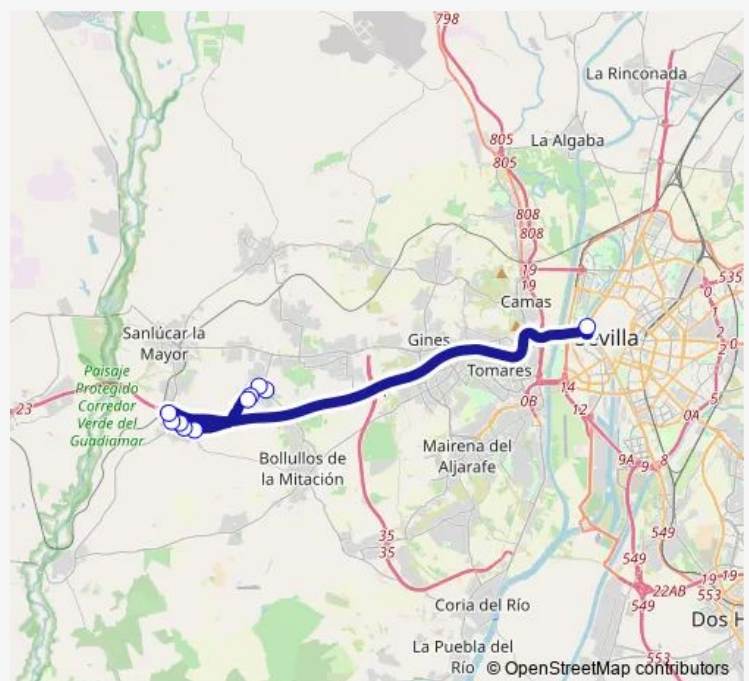 798
La Rinconada
805
La Algaba
805
808
808
19
19
535
0
1
2
2
0
Camas
Sanlúcar la
Mayor
Gines
Sevilla
Paisaje
Protegido
Corredor
Verde del
Guadiamar
Tomares
14
0B
12
5
0A
23
Mairena del
Aljarafe
9A
9
8
Bollullos de
la Mitación
549
35
35
549
22AB
19
19
549
553
Coria del Río
Dos H
La Puebla del
Río
553
© OpenStreetMap contributors